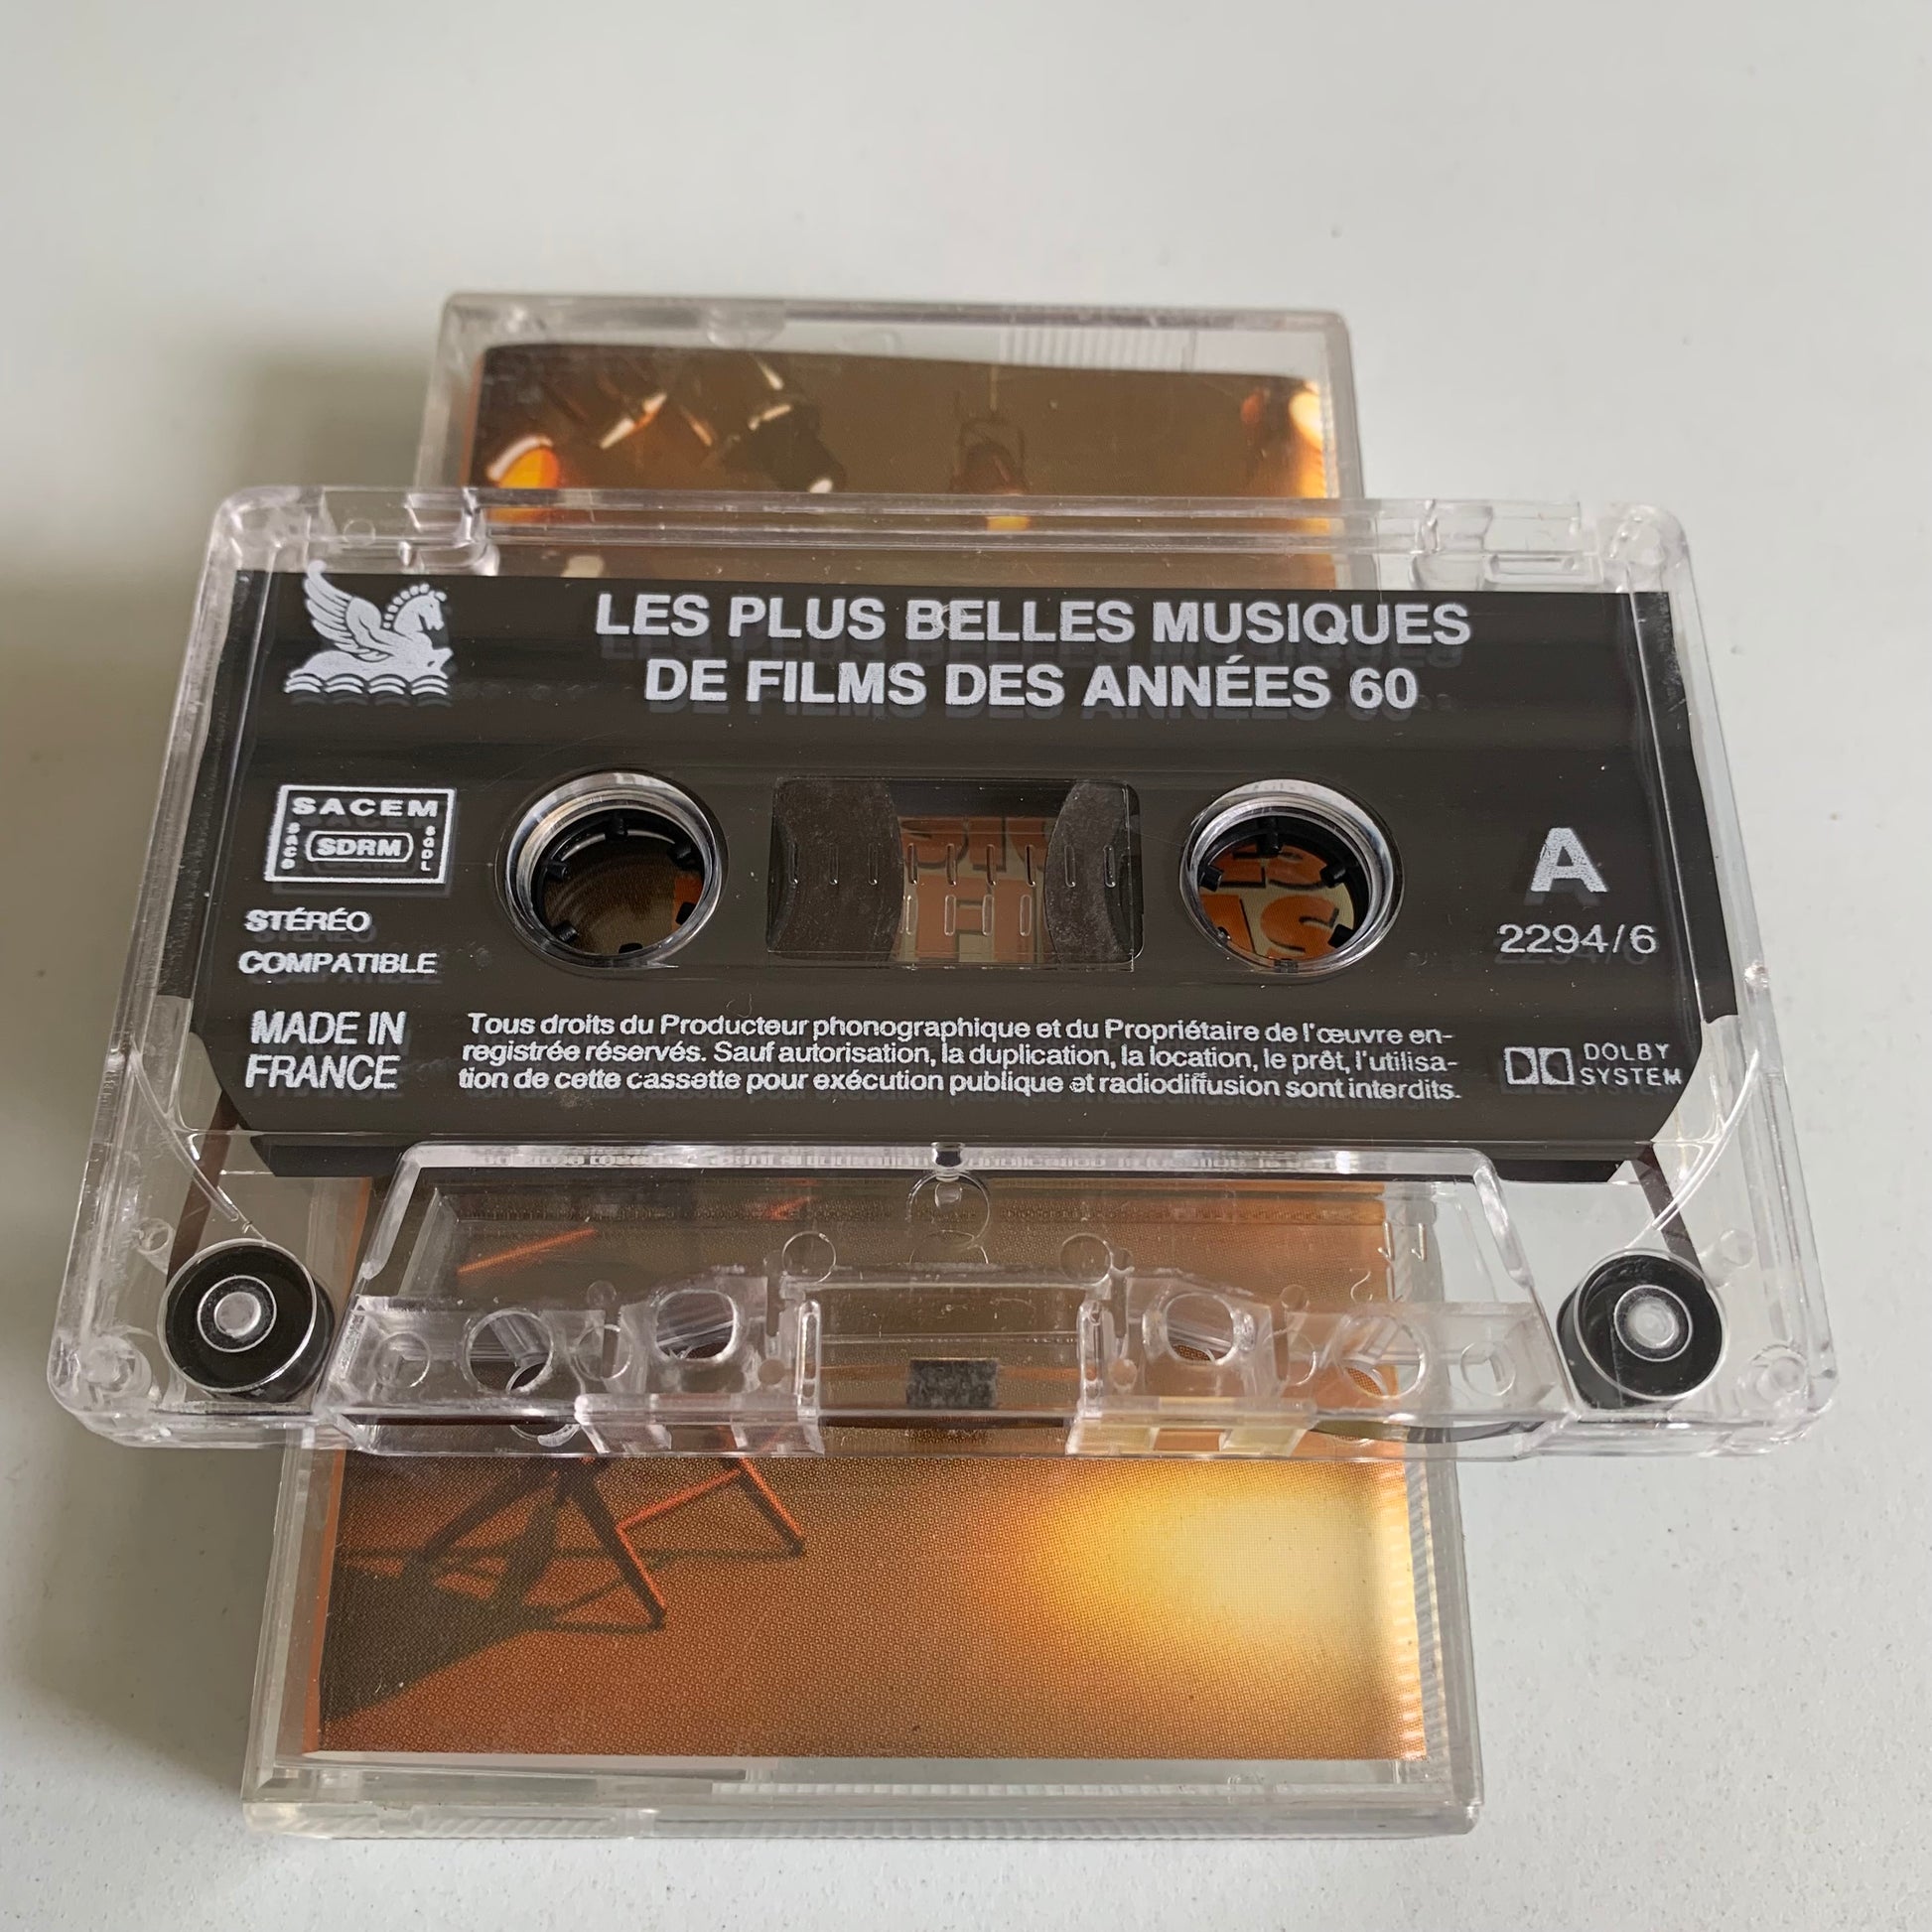 LES PLUS BELLES MUSIQUES
DE FILMS DES ANNÉES 60
SACEM
SACD
SDRM
SGDL
STÉRÉO
COMPATIBLE
A
2294/6
MADE IN
FRANCE
Tous droits du Producteur phonographique et du Propriétaire de l'œuvre en-
registrée réservés. Sauf autorisation, la duplication, la location, le prêt, l'utilisa-
tion de cette cassette pour exécution publique et radiodiffusion sont interdits.
DOLBY
SYSTEM